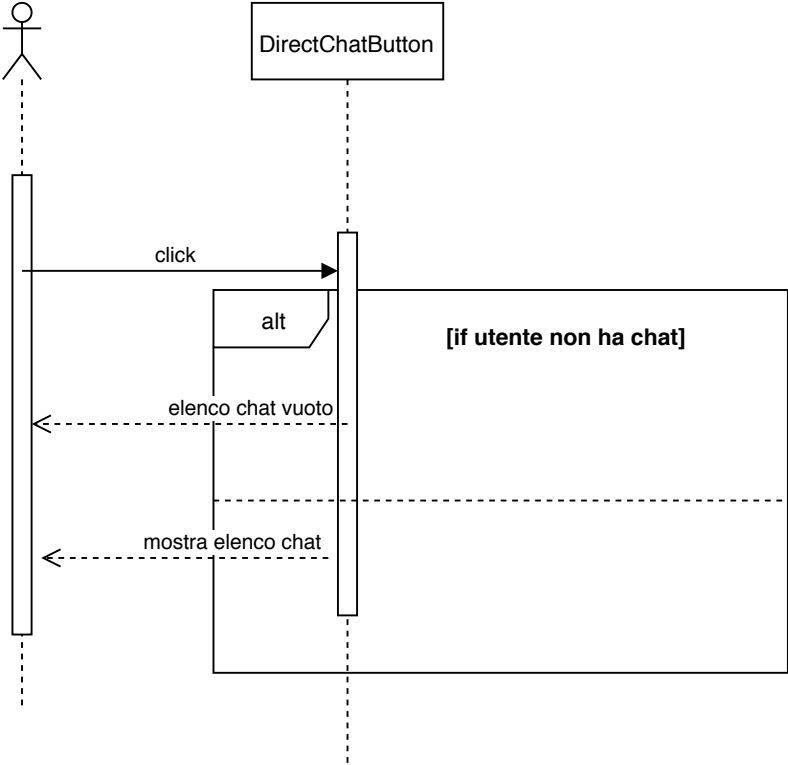 DirectChatButton
click
alt
[if utente non ha chat]
elenco chat vuoto
mostra elenco chat